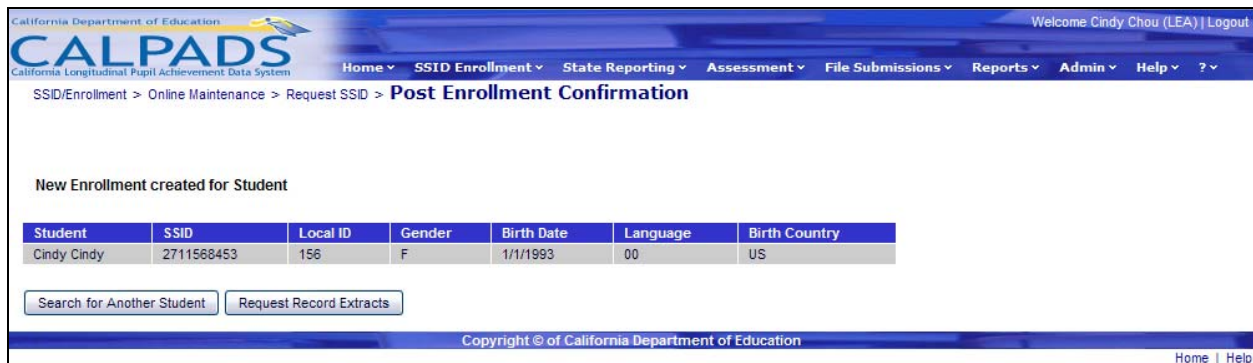 California Department of Education
Welcome Cindy Chou (LEA) | Logout
CALPADS
California Longitudinal Pupil Achievement Data System
Home SSID Enrollment State Reporting Assessment File Submissions Reports Admin Help ?
SSID/Enrollment > Online Maintenance > Request SSID > Post Enrollment Confirmation
New Enrollment created for Student
Student SSID Local ID Gender Birth Date Language Birth Country
Cindy Cindy 2711568453 156 F 1/1/1993 00 US
Search for Another Student Request Record Extracts
Copyright © of California Department of Education
Home | Help